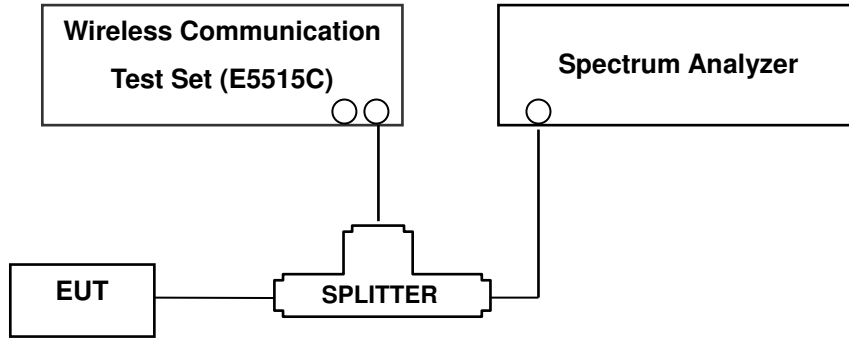 Wireless Communication
Test Set (E5515C)
Spectrum Analyzer
EUT
SPLITTER